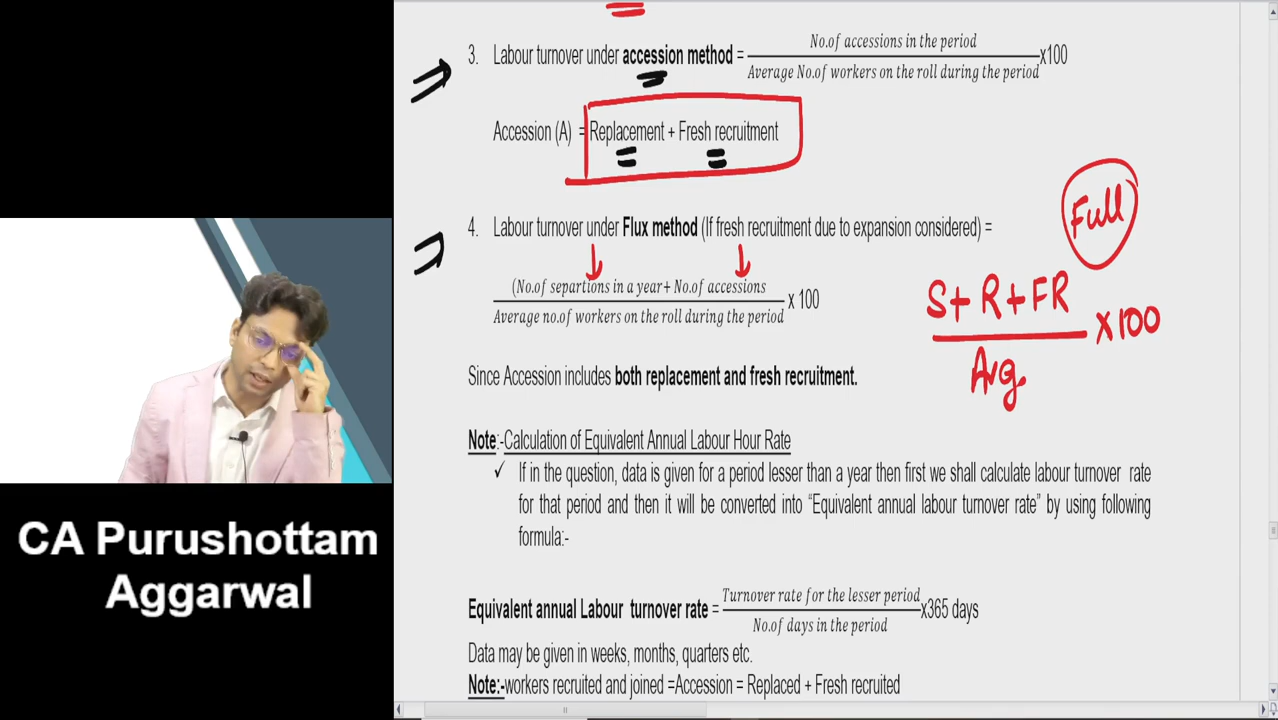 3. Labour turnover under accession method = No.of accessions in the period / Average No.of workers on the roll during the period x100
Accession (A) = Replacement + Fresh recruitment
4. Labour turnover under Flux method (If fresh recruitment due to expansion considered) =
(No.of separtions in a year+ No.of accessions / Average no.of workers on the roll during the period x 100
Full
S+ R+FR / Avg x100
Since Accession includes both replacement and fresh recruitment.
Note:-Calculation of Equivalent Annual Labour Hour Rate
✓ If in the question, data is given for a period lesser than a year then first we shall calculate labour turnover rate
for that period and then it will be converted into “Equivalent annual labour turnover rate” by using following
formula:-
Equivalent annual Labour turnover rate = Turnover rate for the lesser period / No.of days in the period x365 days
Data may be given in weeks, months, quarters etc.
Note:-workers recruited and joined =Accession = Replaced + Fresh recruited
CA Purushottam
Aggarwal